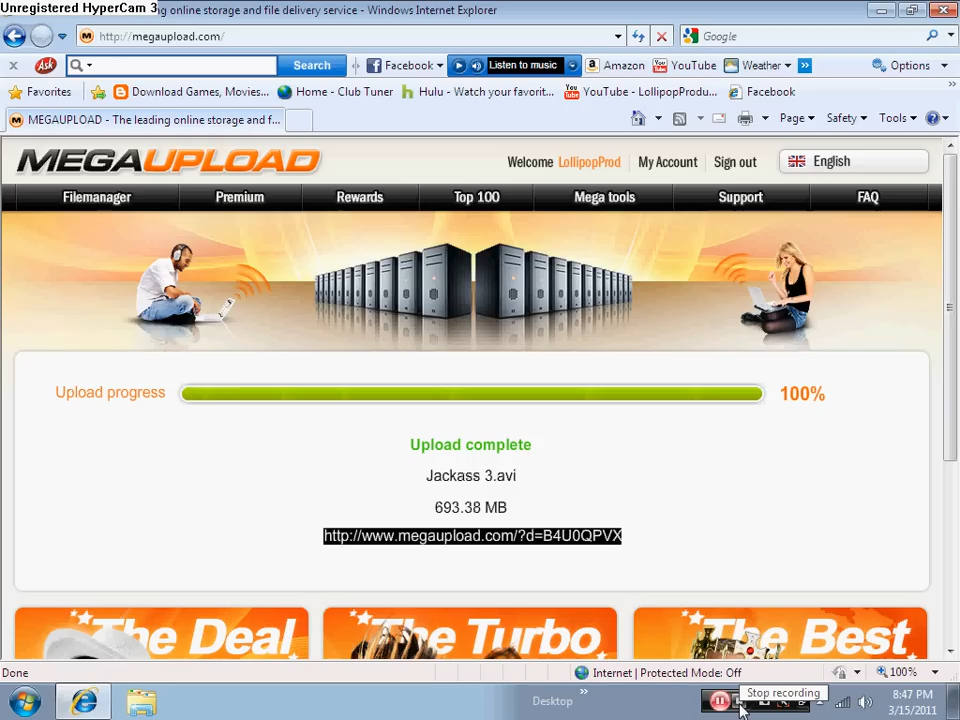 Unregistered HyperCam 3
ng online storage and file delivery service - Windows Internet Explorer
http://megaupload.com/
Google
Ask
Search
Facebook
Listen to music
Amazon
YouTube
Weather
Options
Favorites
Download Games, Movies...
Home - Club Tuner
Hulu - Watch your favorit...
YouTube - LollipopProdu...
Facebook
MEGAUPLOAD - The leading online storage and f...
Page
Safety
Tools
MEGAUPLOAD
Welcome LollipopProd
My Account
Sign out
English
Filemanager
Premium
Rewards
Top 100
Mega tools
Support
FAQ
Upload progress
100%
Upload complete
Jackass 3.avi
693.38 MB
http://www.megaupload.com/?d=B4U0QPVX
The Deal
The Turbo
The Best
Done
Internet | Protected Mode: Off
100%
Desktop
Stop recording
8:47 PM
3/15/2011